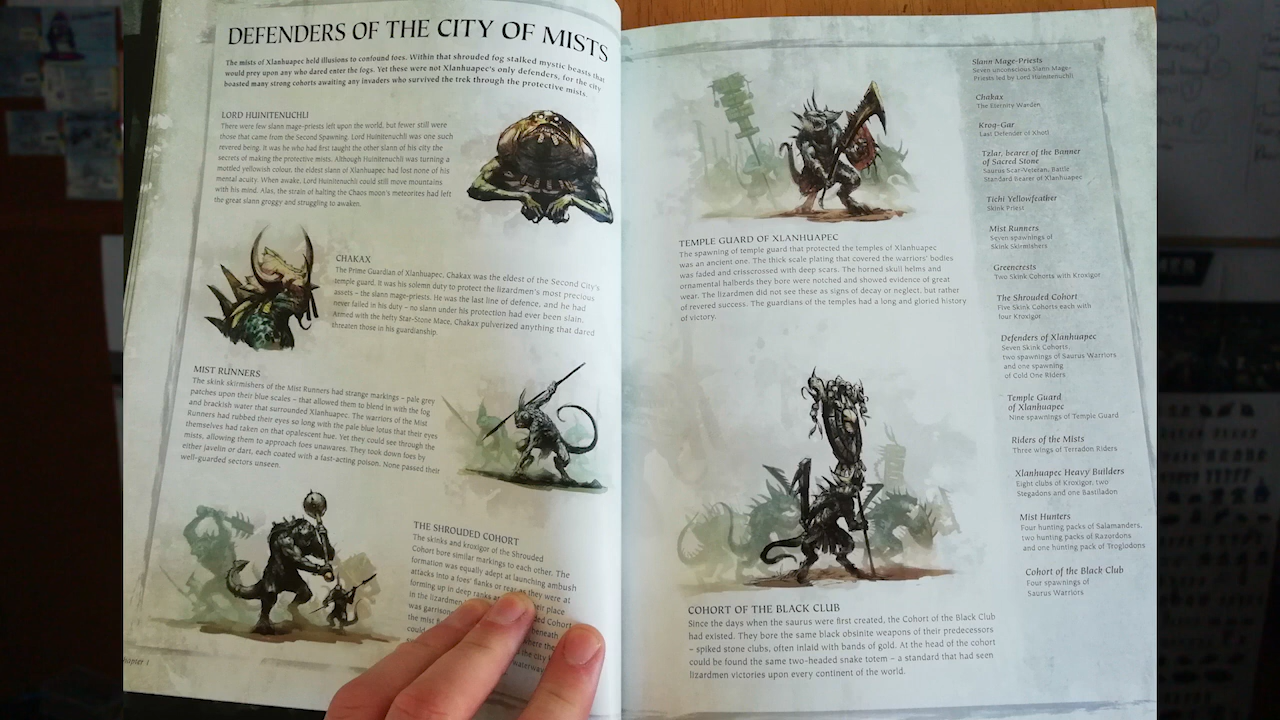 DEFENDERS OF THE CITY OF MISTS
The mists of Xlanhuapec held illusions to confound foes. Within that shrouded fog stalked mystic beasts that
would prey upon any who dared enter the fogs. Yet these were not Xlanhuapec's only defenders, for the city
boasted many strong cohorts awaiting any invaders who survived the trek through the protective mists.
LORD HUINITENUCHLI
There were few slann mage-priests left upon the world, but fewer still were
those that came from the Second Spawning. Lord Huinitenuchli was one such
revered being. It was he who had first taught the other slann of his city the
secrets of making the protective mists. Although Huinitenuchli was turning a
mottled yellowish colour, the eldest slann of Xlanhuapec had lost none of his
mental acuity. When awake, Lord Huinitenuchli could still move mountains
with his mind. Alas, the strain of halting the Chaos moon's meteorites had left
the great slann groggy and struggling to awaken.
CHAKAX
The Prime Guardian of Xlanhuapec, Chakax was the eldest of the Second City's
temple guard. It was his solemn duty to protect the lizardmen's most precious
assets – the slann mage-priests. He was the last line of defence, and he had
never failed in his duty – no slann under his protection had ever been slain.
Armed with the hefty Star-Stone Mace, Chakax pulverized anything that dared
threaten those in his guardianship.
MIST RUNNERS
The skink skirmishers of the Mist Runners had strange markings – pale grey
patches upon their blue scales – that allowed them to blend in with the fog
and brackish water that surrounded Xlanhuapec. The warriors of the Mist
Runners had rubbed their eyes so long with the pale blue lotus that their eyes
themselves had taken on that opalescent hue. Yet they could see through the
mists, allowing them to approach foes unawares. They took down foes by
either javelin or dart, each coated with a fast-acting poison. None passed their
well-guarded sectors unseen.
THE SHROUDED COHORT
The skinks and kroxigor of the Shrouded
Cohort bore similar markings to each other. The
formation was equally adept at launching ambush
attacks into a foes' flanks or rear as they were at
forming up in deep ranks their place
in the lizardmen Cohort
was garrison beneath
the mist where the
could the city
waterway
TEMPLE GUARD OF XLANHUAPEC
The spawning of temple guard that protected the temples of Xlanhuapec
was an ancient one. The thick scale plating that covered the warriors' bodies
was faded and crisscrossed with deep scars. The horned skull helms and
ornamental halberds they bore were notched and showed evidence of great
wear. The lizardmen did not see these as signs of decay or neglect, but rather
of revered success. The guardians of the temples had a long and gloried history
of victory.
COHORT OF THE BLACK CLUB
Since the days when the saurus were first created, the Cohort of the Black Club
had existed. They bore the same black obsinite weapons of their predecessors
– spiked stone clubs, often inlaid with bands of gold. At the head of the cohort
could be found the same two-headed snake totem – a standard that had seen
lizardmen victories upon every continent of the world.
Slann Mage-Priests
Seven unconscious Slann Mage-
Priests led by Lord Huinitenuchli
Chakax
The Eternity Warden
Kroq-Gar
Last Defender of Xhotl
Tzlar, bearer of the Banner
of Sacred Stone
Saurus Scar-Veteran, Battle
Standard Bearer of Xlanhuapec
Tichi Yellowfeather
Skink Priest
Mist Runners
Seven spawnings of
Skink Skirmishers
Greencrests
Two Skink Cohorts with Kroxigor
The Shrouded Cohort
Five Skink Cohorts each with
four Kroxigor
Defenders of Xlanhuapec
Seven Skink Cohorts,
two spawnings of Saurus Warriors
and one spawning
of Cold One Riders
Temple Guard
of Xlanhuapec
Nine spawnings of Temple Guard
Riders of the Mists
Three wings of Terradon Riders
Xlanhuapec Heavy Builders
Eight clubs of Kroxigor, two
Stegadons and one Bastiladon
Mist Hunters
Four hunting packs of Salamanders,
two hunting packs of Razordons
and one hunting pack of Troglodons
Cohort of the Black Club
Four spawnings of
Saurus Warriors